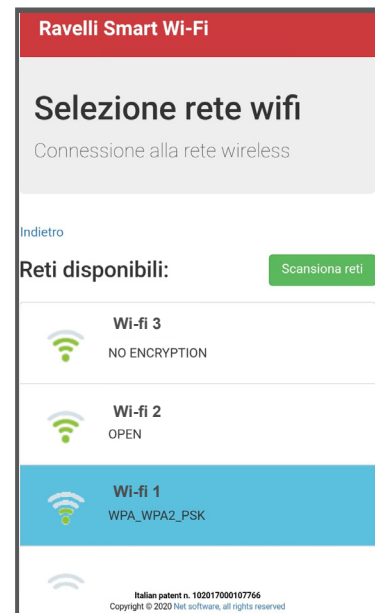 Ravelli Smart Wi-Fi
Selezione rete wifi
Connessione alla rete wireless
Indietro
Reti disponibili:
Scansiona reti
Wi-fi 3
NO ENCRYPTION
Wi-fi 2
OPEN
Wi-fi 1
WPA_WPA2_PSK
Italian patent n. 102017000107766
Copyright © 2020 Net software, all rights reserved